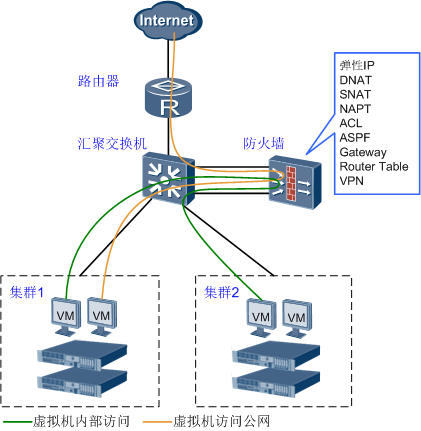 Internet
路由器
R
汇聚交换机
防火墙
弹性IP
DNAT
SNAT
NAPT
ACL
ASPF
Gateway
Router Table
VPN
集群1
VM
VM
集群2
VM
VM
虚拟机内部访问
虚拟机访问公网